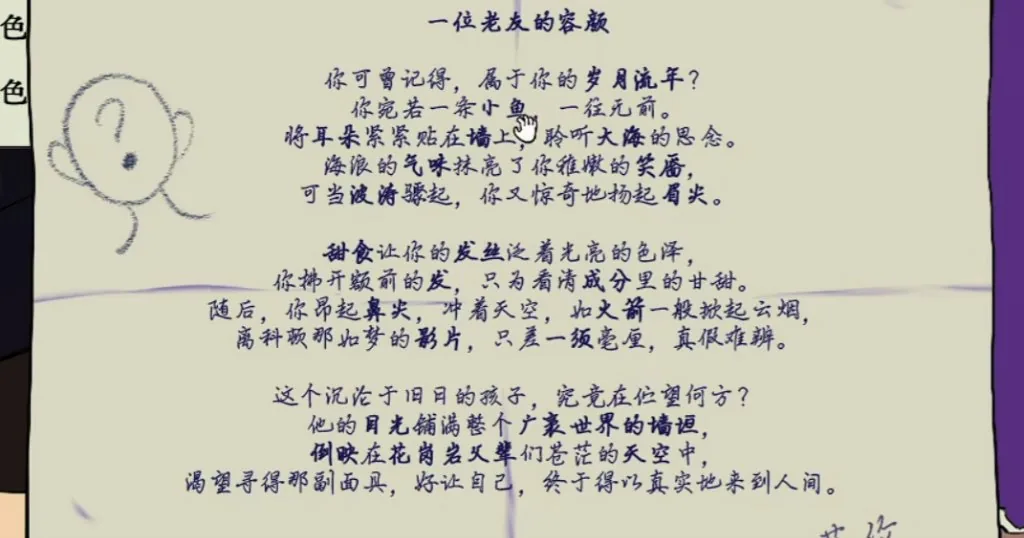 色
色
一位老友的容颜
你可曾记得，属于你的岁月流年？
你宛若一条小鱼，一往无前。
将耳朵紧紧贴在墙上，聆听大海的思念。
海浪的气味抹亮了你稚嫩的笑唇，
可当波涛骤起，你又惊奇地扬起眉尖。
甜食让你的发丝泛着光亮的色泽，
你拂开额前的发，只为看清成分里的甘甜。
随后，你昂起鼻尖，冲着天空，如火箭一般掀起云烟，
离科顿那如梦的影片，只差一须毫厘，真假难辨。
这个沉沦于旧日的孩子，究竟在伫望何方？
他的目光铺满整个广袤世界的墙垣，
倒映在花岗岩父辈们苍茫的天空中，
渴望寻得那副面具，好让自己，终于得以真实地来到人间。